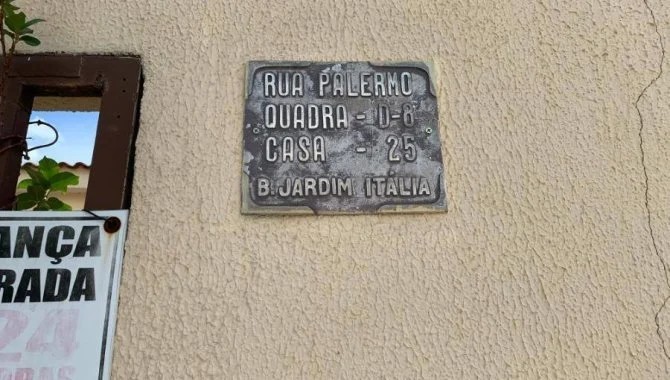 RUA PALERMO
QUADRA - D-6
CASA - 25
B. JARDIM ITÁLIA
ANÇA
RADA
24